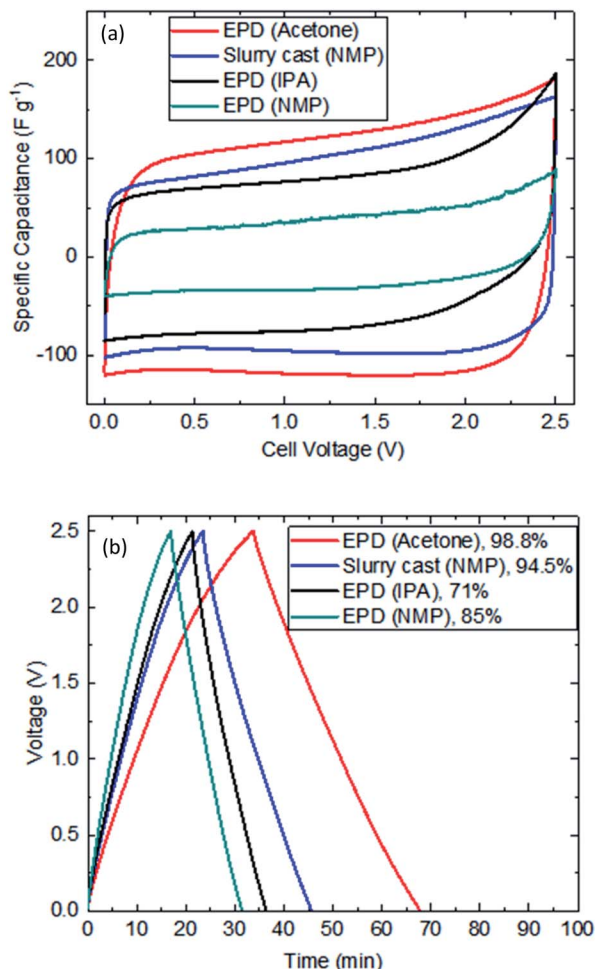 (a)
EPD (Acetone)
Slurry cast (NMP)
EPD (IPA)
EPD (NMP)
200
100
0
-100
Specific Capacitance (F g⁻¹)
0.0 0.5 1.0 1.5 2.0 2.5
Cell Voltage (V)
(b)
EPD (Acetone), 98.8%
Slurry cast (NMP), 94.5%
EPD (IPA), 71%
EPD (NMP), 85%
2.5
2.0
1.5
1.0
0.5
0.0
Voltage (V)
0 10 20 30 40 50 60 70 80 90 100
Time (min)